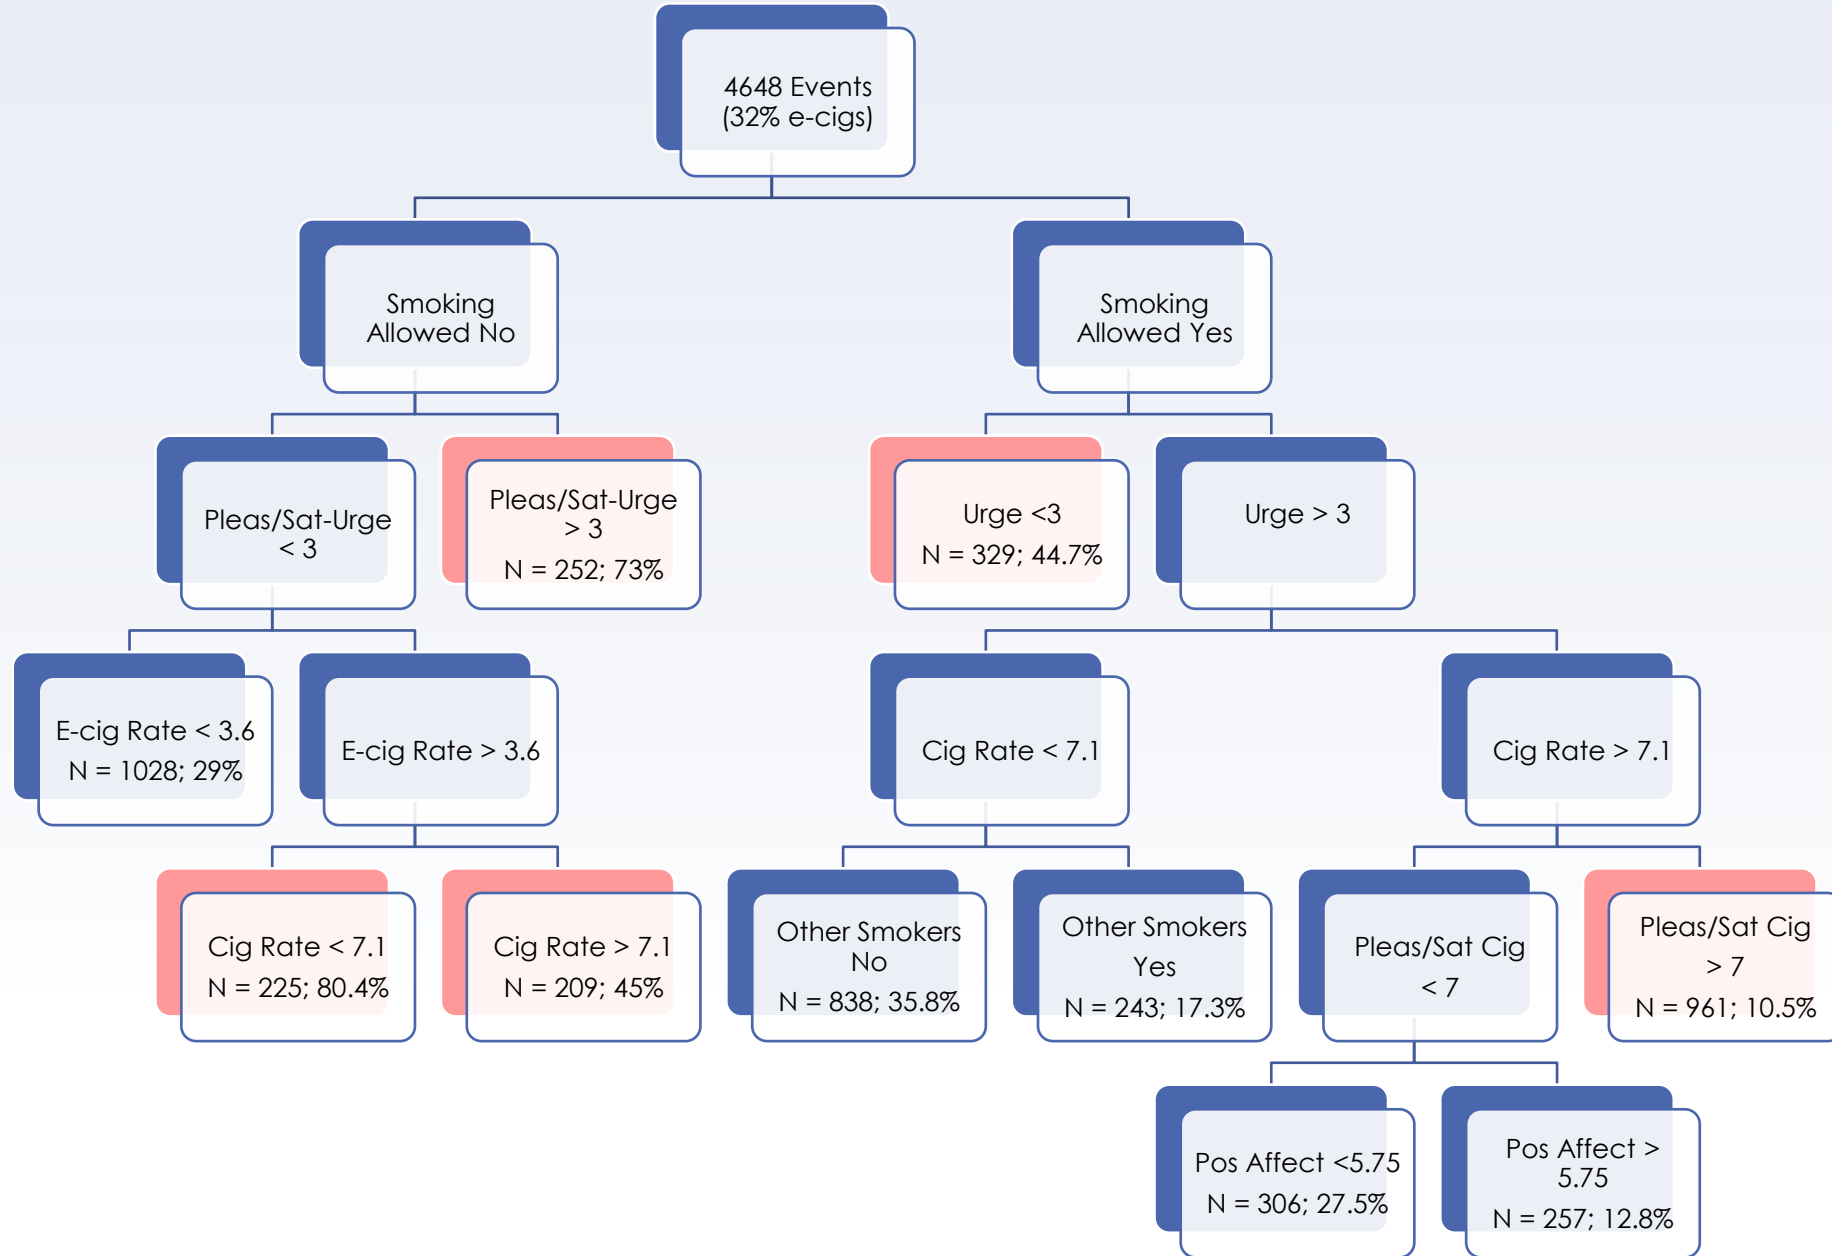 4648 Events
(32% e-cigs)
Smoking
Allowed No
Smoking
Allowed Yes
Pleas/Sat-Urge
< 3
Pleas/Sat-Urge
> 3
N = 252; 73%
Urge <3
N = 329; 44.7%
Urge > 3
E-cig Rate < 3.6
N = 1028; 29%
E-cig Rate > 3.6
Cig Rate < 7.1
Cig Rate > 7.1
Cig Rate < 7.1
N = 225; 80.4%
Cig Rate > 7.1
N = 209; 45%
Other Smokers
No
N = 838; 35.8%
Other Smokers
Yes
N = 243; 17.3%
Pleas/Sat Cig
< 7
Pleas/Sat Cig
> 7
N = 961; 10.5%
Pos Affect <5.75
N = 306; 27.5%
Pos Affect >
5.75
N = 257; 12.8%